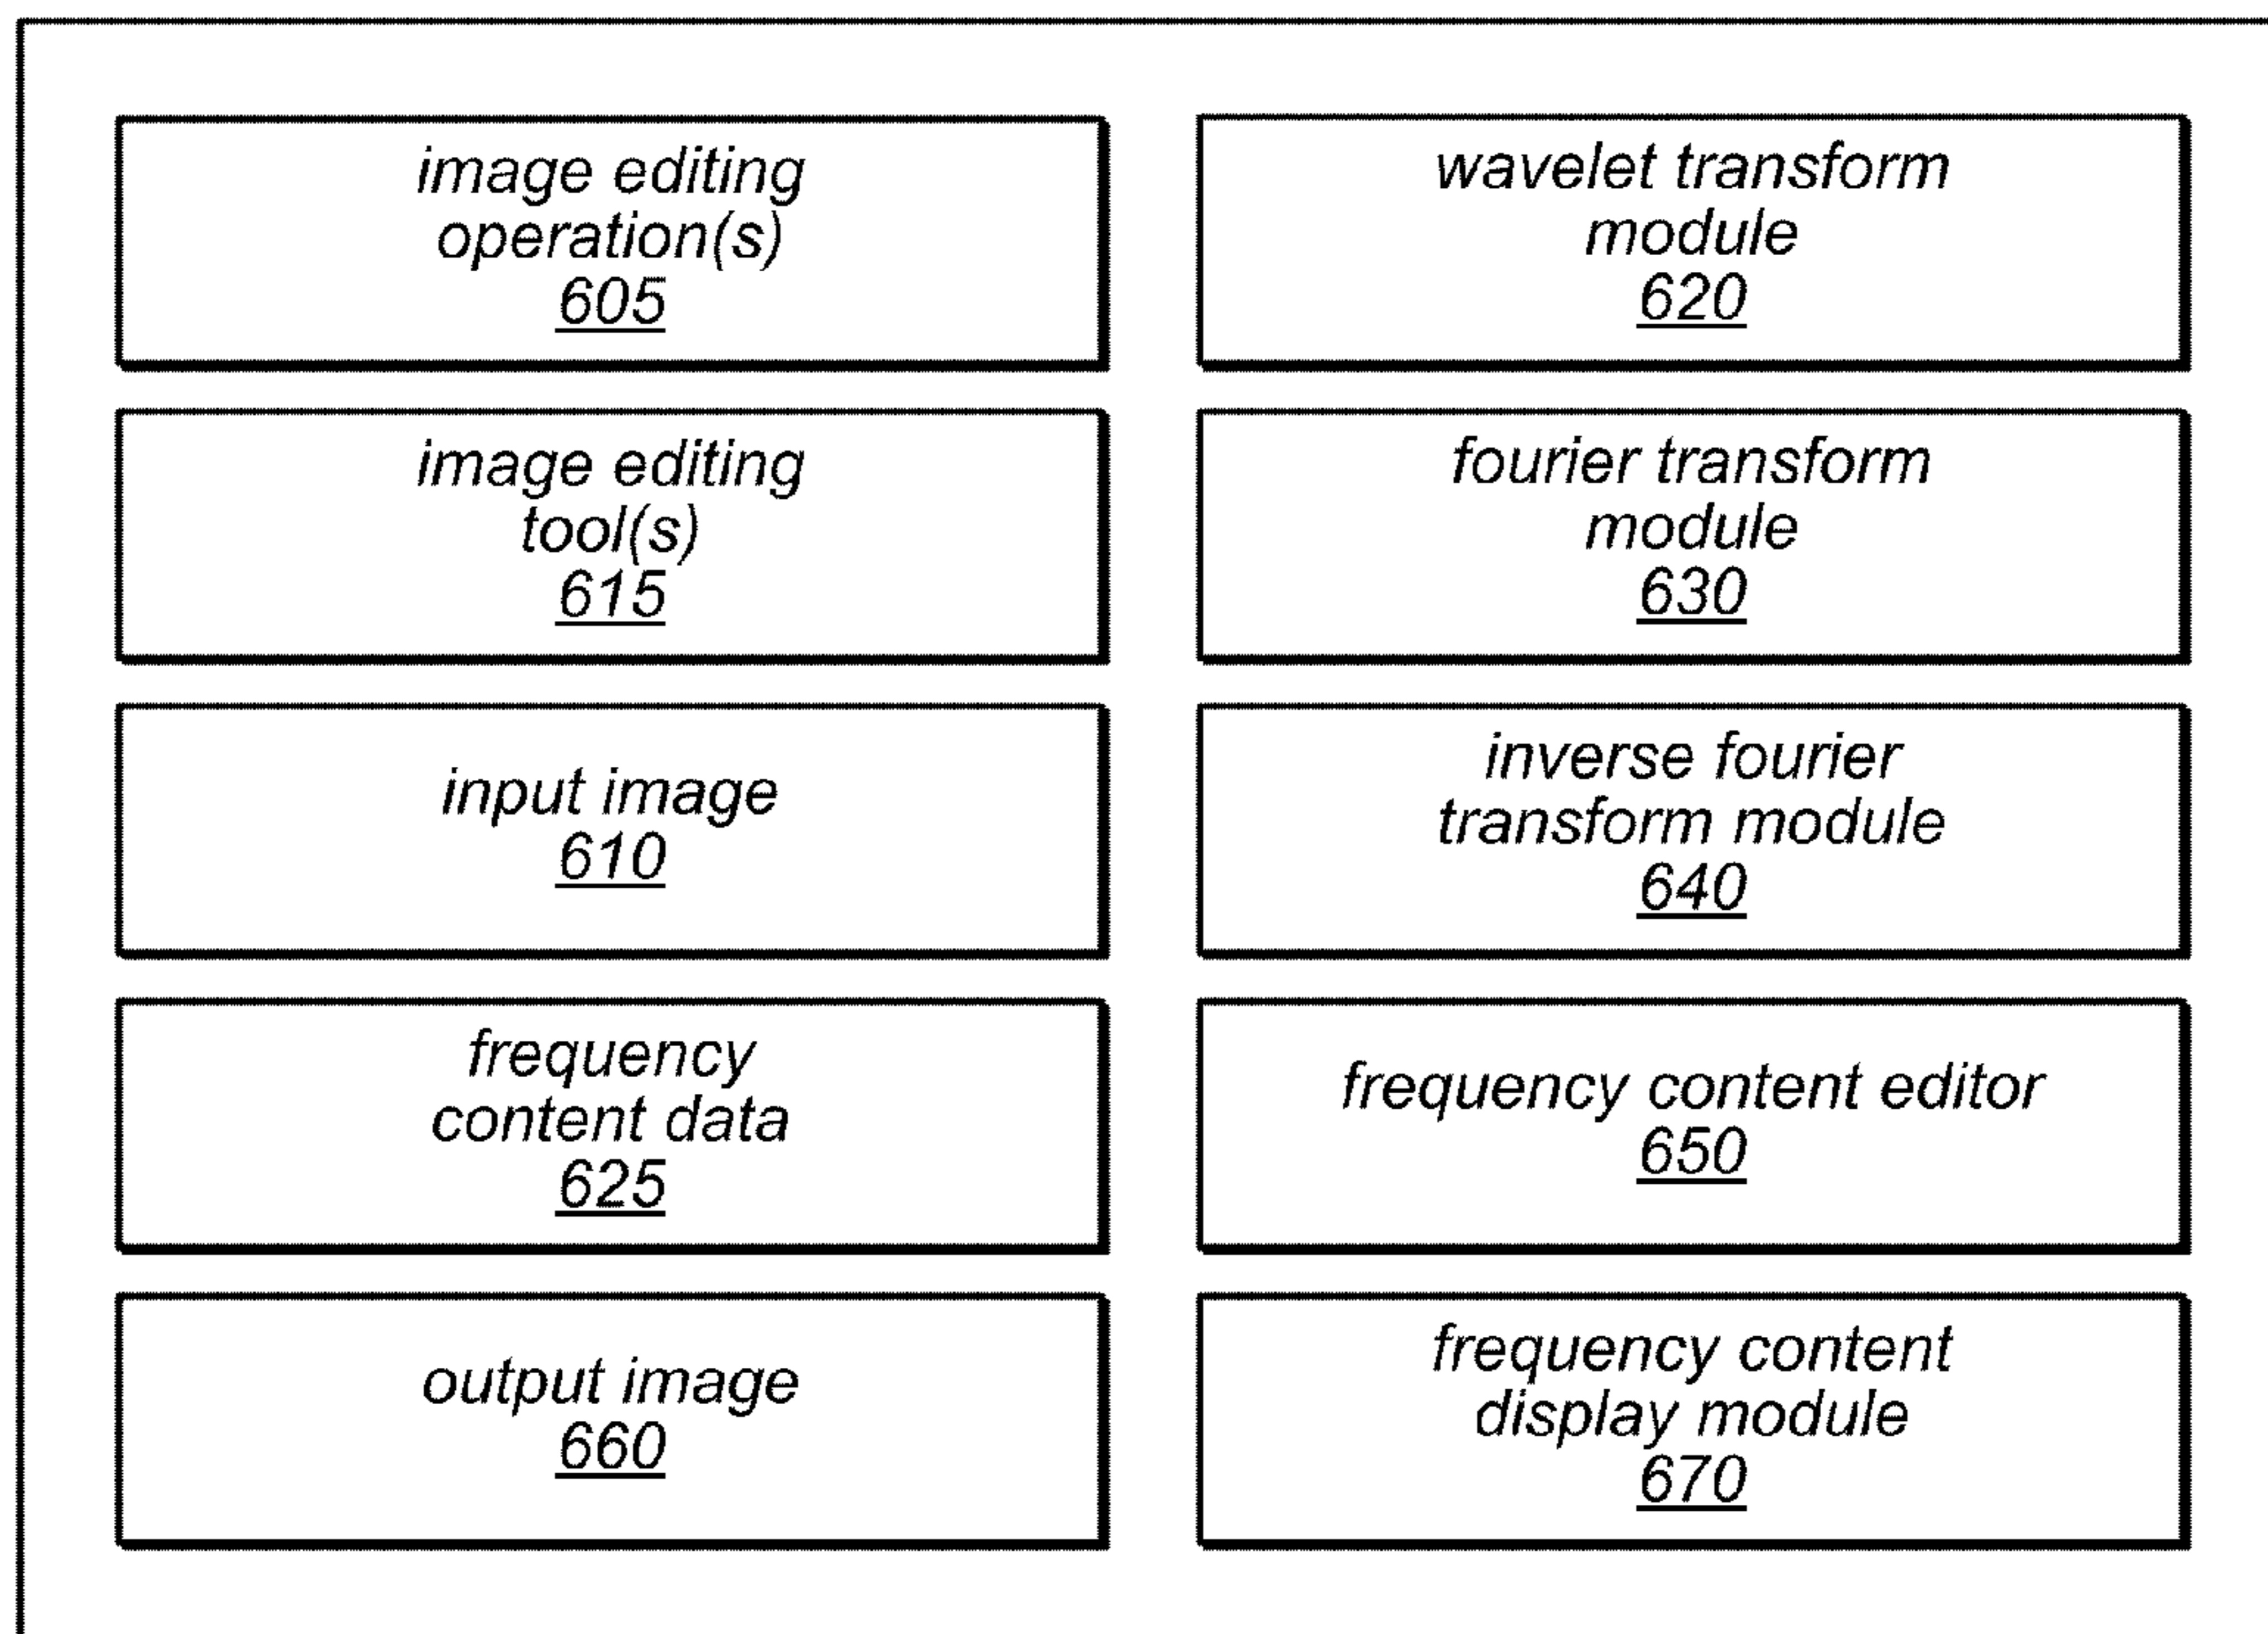 image editing
operation(s)
605
wavelet transform
module
620
image editing
tool(s)
615
fourier transform
module
630
input image
610
inverse fourier
transform module
640
frequency
content data
625
frequency content editor
650
output image
660
frequency content
display module
670